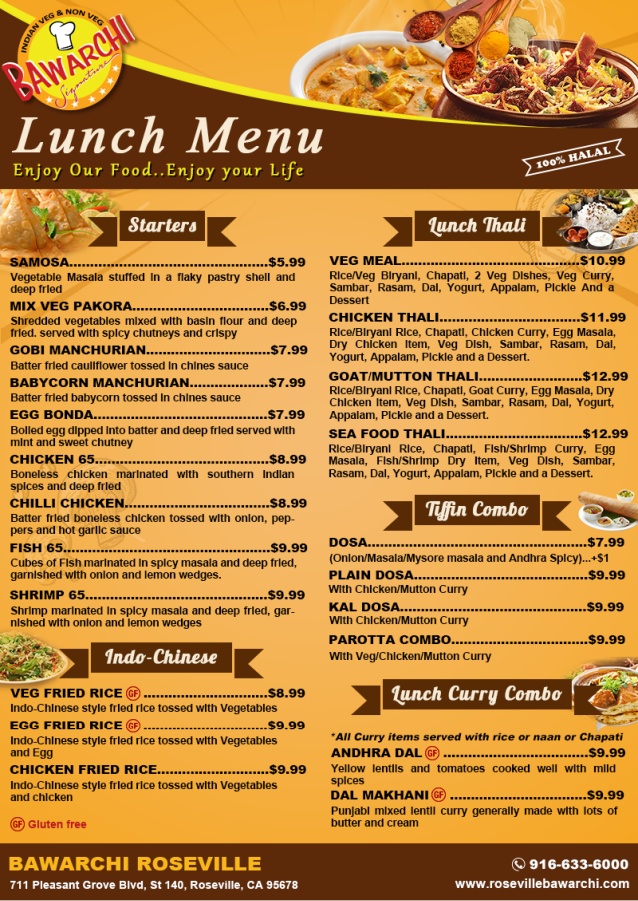 INDIAN VEG & NON VEG
BAWARCHI
Signature
Lunch Menu
Enjoy Our Food..Enjoy your Life
100% HALAL
Starters
SAMOSA...$5.99
Vegetable Masala stuffed in a flaky pastry shell and
deep fried
MIX VEG PAKORA...$6.99
Shredded vegetables mixed with basin flour and deep
fried. served with spicy chutneys and crispy
GOBI MANCHURIAN...$7.99
Batter fried cauliflower tossed in chines sauce
BABYCORN MANCHURIAN...$7.99
Batter fried babycorn tossed in chines sauce
EGG BONDA...$7.99
Boiled egg dipped into batter and deep fried served with
mint and sweet chutney
CHICKEN 65...$8.99
Boneless chicken marinated with southern Indian
spices and deep fried
CHILLI CHICKEN...$8.99
Batter fried boneless chicken tossed with onion, pep-
pers and hot garlic sauce
FISH 65...$9.99
Cubes of Fish marinated in spicy masala and deep fried,
garnished with onion and lemon wedges.
SHRIMP 65...$9.99
Shrimp marinated in spicy masala and deep fried, gar-
nished with onion and lemon wedges
Indo-Chinese
VEG FRIED RICE GF ...$8.99
Indo-Chinese style fried rice tossed with Vegetables
EGG FRIED RICE GF ...$9.99
Indo-Chinese style fried rice tossed with Vegetables
and Egg
CHICKEN FRIED RICE...$9.99
Indo-Chinese style fried rice tossed with Vegetables
and chicken
GF Gluten free
Lunch Thali
VEG MEAL...$10.99
Rice/Veg Biryani, Chapati, 2 Veg Dishes, Veg Curry,
Sambar, Rasam, Dal, Yogurt, Appalam, Pickle And a
Dessert
CHICKEN THALI...$11.99
Rice/Biryani Rice, Chapati, Chicken Curry, Egg Masala,
Dry Chicken Item, Veg Dish, Sambar, Rasam, Dal,
Yogurt, Appalam, Pickle and a Dessert.
GOAT/MUTTON THALI...$12.99
Rice/Biryani Rice, Chapati, Goat Curry, Egg Masala, Dry
Chicken Item, Veg Dish, Sambar, Rasam, Dal, Yogurt,
Appalam, Pickle and a Dessert.
SEA FOOD THALI...$12.99
Rice/Biryani Rice, Chapati, Fish/Shrimp Curry, Egg
Masala, Fish/Shrimp Dry Item, Veg Dish, Sambar,
Rasam, Dal, Yogurt, Appalam, Pickle and a Dessert.
Tiffin Combo
DOSA...$7.99
(Onion/Masala/Mysore masala and Andhra Spicy)...+$1
PLAIN DOSA...$9.99
With Chicken/Mutton Curry
KAL DOSA...$9.99
With Chicken/Mutton Curry
PAROTTA COMBO...$9.99
With Veg/Chicken/Mutton Curry
Lunch Curry Combo
*All Curry items served with rice or naan or Chapati
ANDHRA DAL GF ...$9.99
Yellow lentils and tomatoes cooked well with mild
spices
DAL MAKHANI GF ...$9.99
Punjabi mixed lentil curry generally made with lots of
butter and cream
BAWARCHI ROSEVILLE
711 Pleasant Grove Blvd, St 140, Roseville, CA 95678
916-633-6000
www.rosevillebawarchi.com